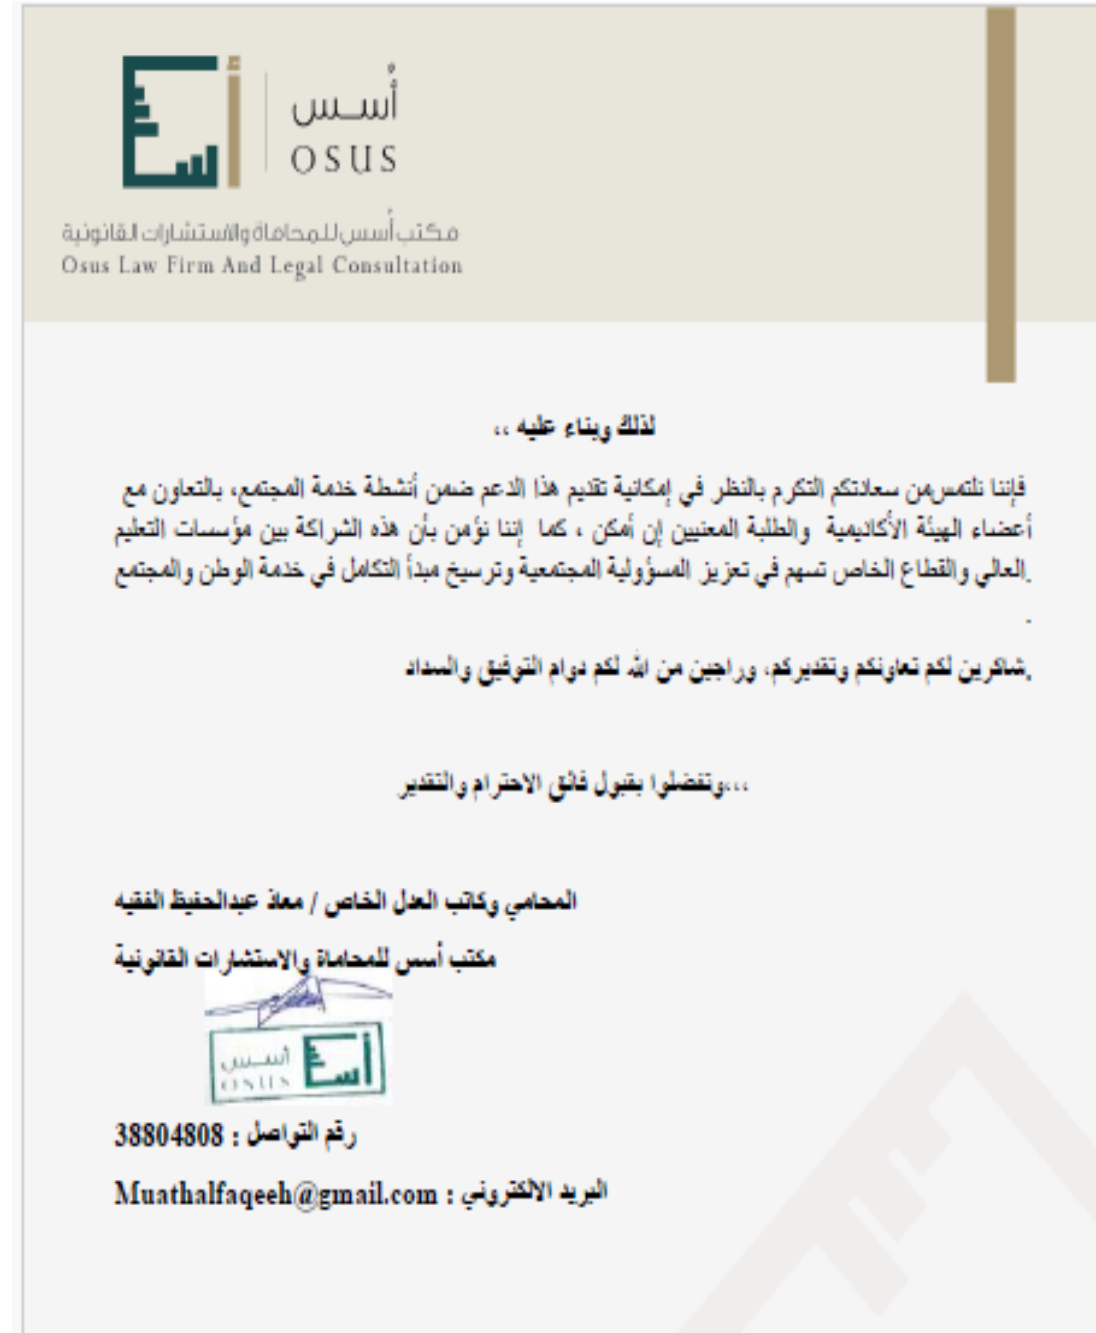 أُسس
OSUS
مكتب أُسس للمحاماة والاستشارات القانونية
Osus Law Firm And Legal Consultation
لذلك وبناء عليه ،،
فإننا نلتمس من سعادتكم التكرم بالنظر في إمكانية تقديم هذا الدعم ضمن أنشطة خدمة المجتمع، بالتعاون مع
أعضاء الهيئة الأكاديمية والطلبة المعنيين إن أمكن ، كما إننا نؤمن بأن هذه الشراكة بين مؤسسات التعليم
.العالي والقطاع الخاص تسهم في تعزيز المسؤولية المجتمعية وترسيخ مبدأ التكامل في خدمة الوطن والمجتمع
.
.شاكرين لكم تعاونكم وتقديركم، وراجين من الله لكم دوام التوفيق والسداد
،،،وتفضلوا بقبول فائق الاحترام والتقدير
المحامي وكاتب العدل الخاص / معاذ عبدالحفيظ الفقيه
مكتب أسس للمحاماة والاستشارات القانونية
أسس
OSUS
رقم التواصل : 38804808
البريد الالكتروني : Muathalfaqeeh@gmail.com